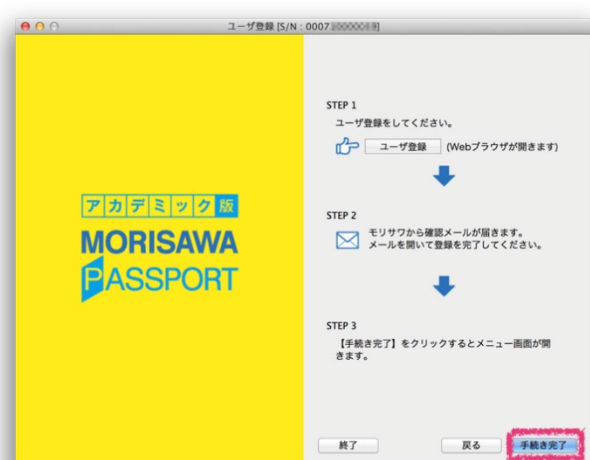 ユーザ登録 [S/N : 0007
STEP 1
ユーザ登録をしてください。
ユーザ登録 (Webブラウザが開きます)
アカデミック版
MORISAWA
PASSPORT
STEP 2
モリサワから確認メールが届きます。
メールを開いて登録を完了してください。
STEP 3
【手続き完了】をクリックするとメニュー画面が開
きます。
終了 戻る 手続き完了